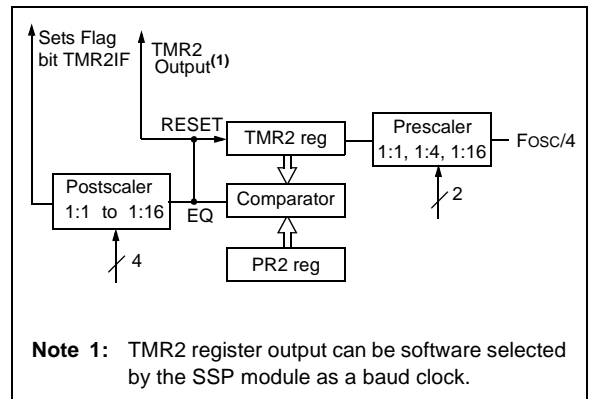 Sets Flag
bit TMR2IF
TMR2
Output(1)
RESET
TMR2 reg
Prescaler
1:1, 1:4, 1:16
FOSC/4
2
Postscaler
1:1 to 1:16
EQ
Comparator
4
PR2 reg
Note 1: TMR2 register output can be software selected
by the SSP module as a baud clock.